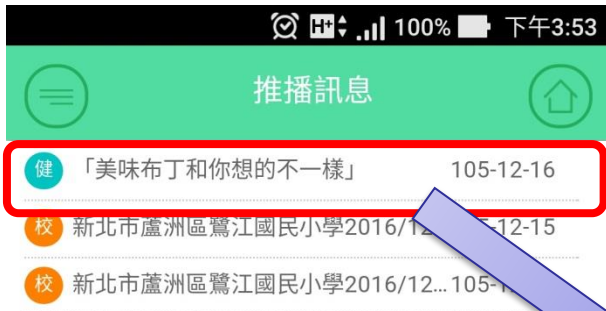 H+ 100% 下午3:53
推播訊息
健 「美味布丁和你想的不一樣」 105-12-16
校 新北市蘆洲區鷺江國民小學2016/12 12-15
校 新北市蘆洲區鷺江國民小學2016/12...105-1